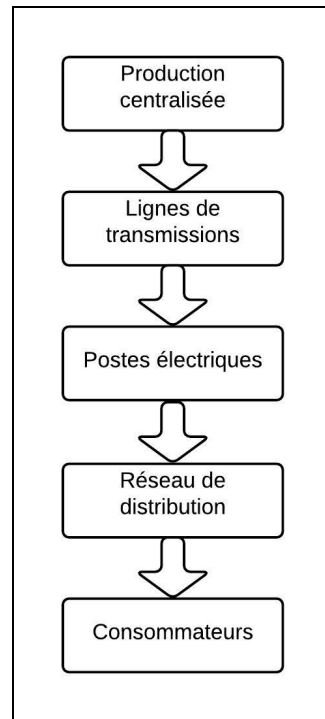 Production
centralisée
Lignes de
transmissions
Postes électriques
Réseau de
distribution
Consommateurs